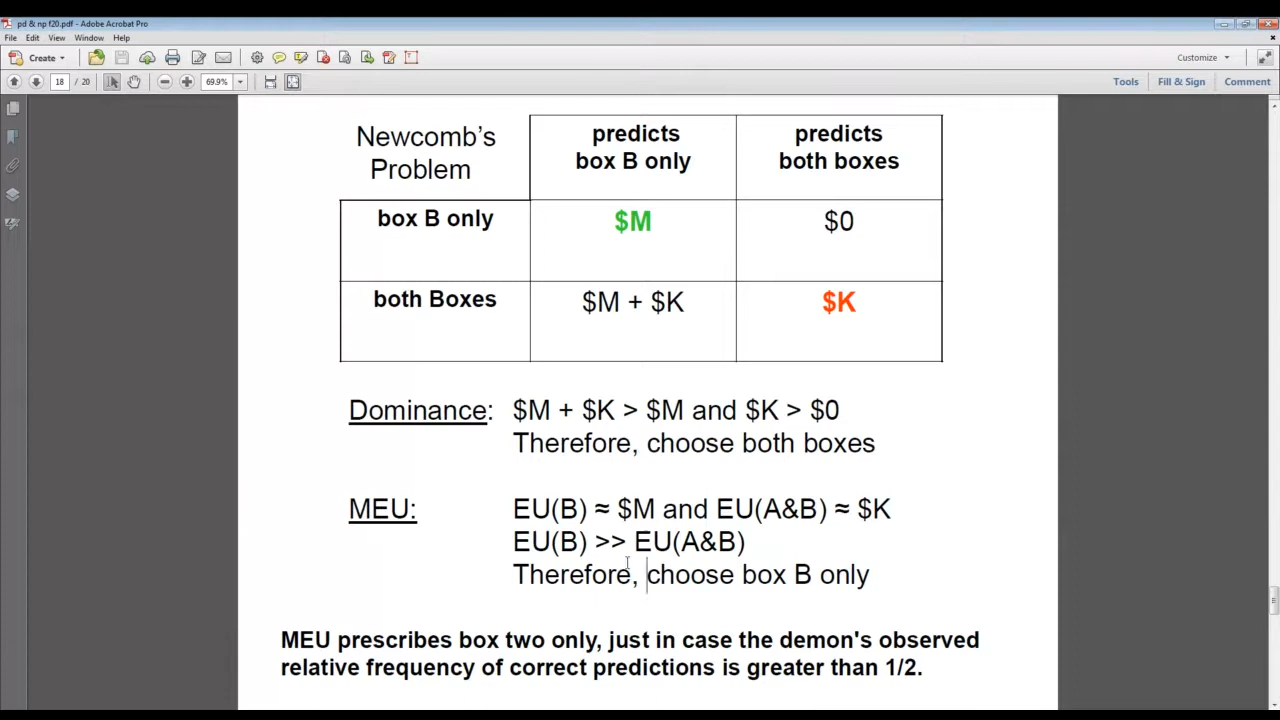 pd & np f20.pdf - Adobe Acrobat Pro
File Edit View Window Help
Create Customize
18 / 20 69.9% Tools Fill & Sign Comment
Newcomb's
Problem
predicts
box B only
predicts
both boxes
box B only $M $0
both Boxes $M + $K $K
Dominance: $M + $K > $M and $K > $0
Therefore, choose both boxes
MEU: EU(B) ≈ $M and EU(A&B) ≈ $K
EU(B) >> EU(A&B)
Therefore, choose box B only
MEU prescribes box two only, just in case the demon's observed
relative frequency of correct predictions is greater than 1/2.